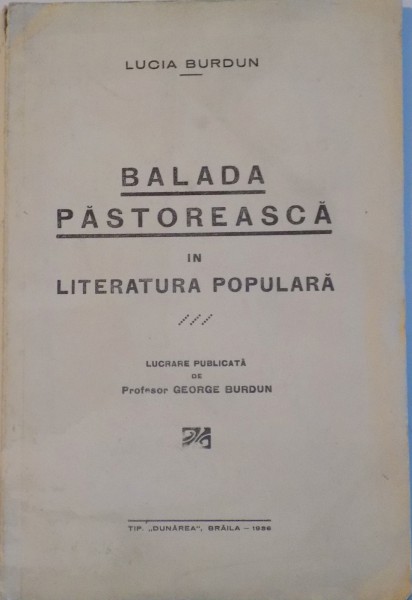 LUCIA BURDUN
BALADA
PĂSTOREASCĂ
IN
LITERATURA POPULARĂ
LUCRARE PUBLICATĂ
DE
Profesor GEORGE BURDUN
TIP. „DUNĂREA”, BRĂILA – 1936